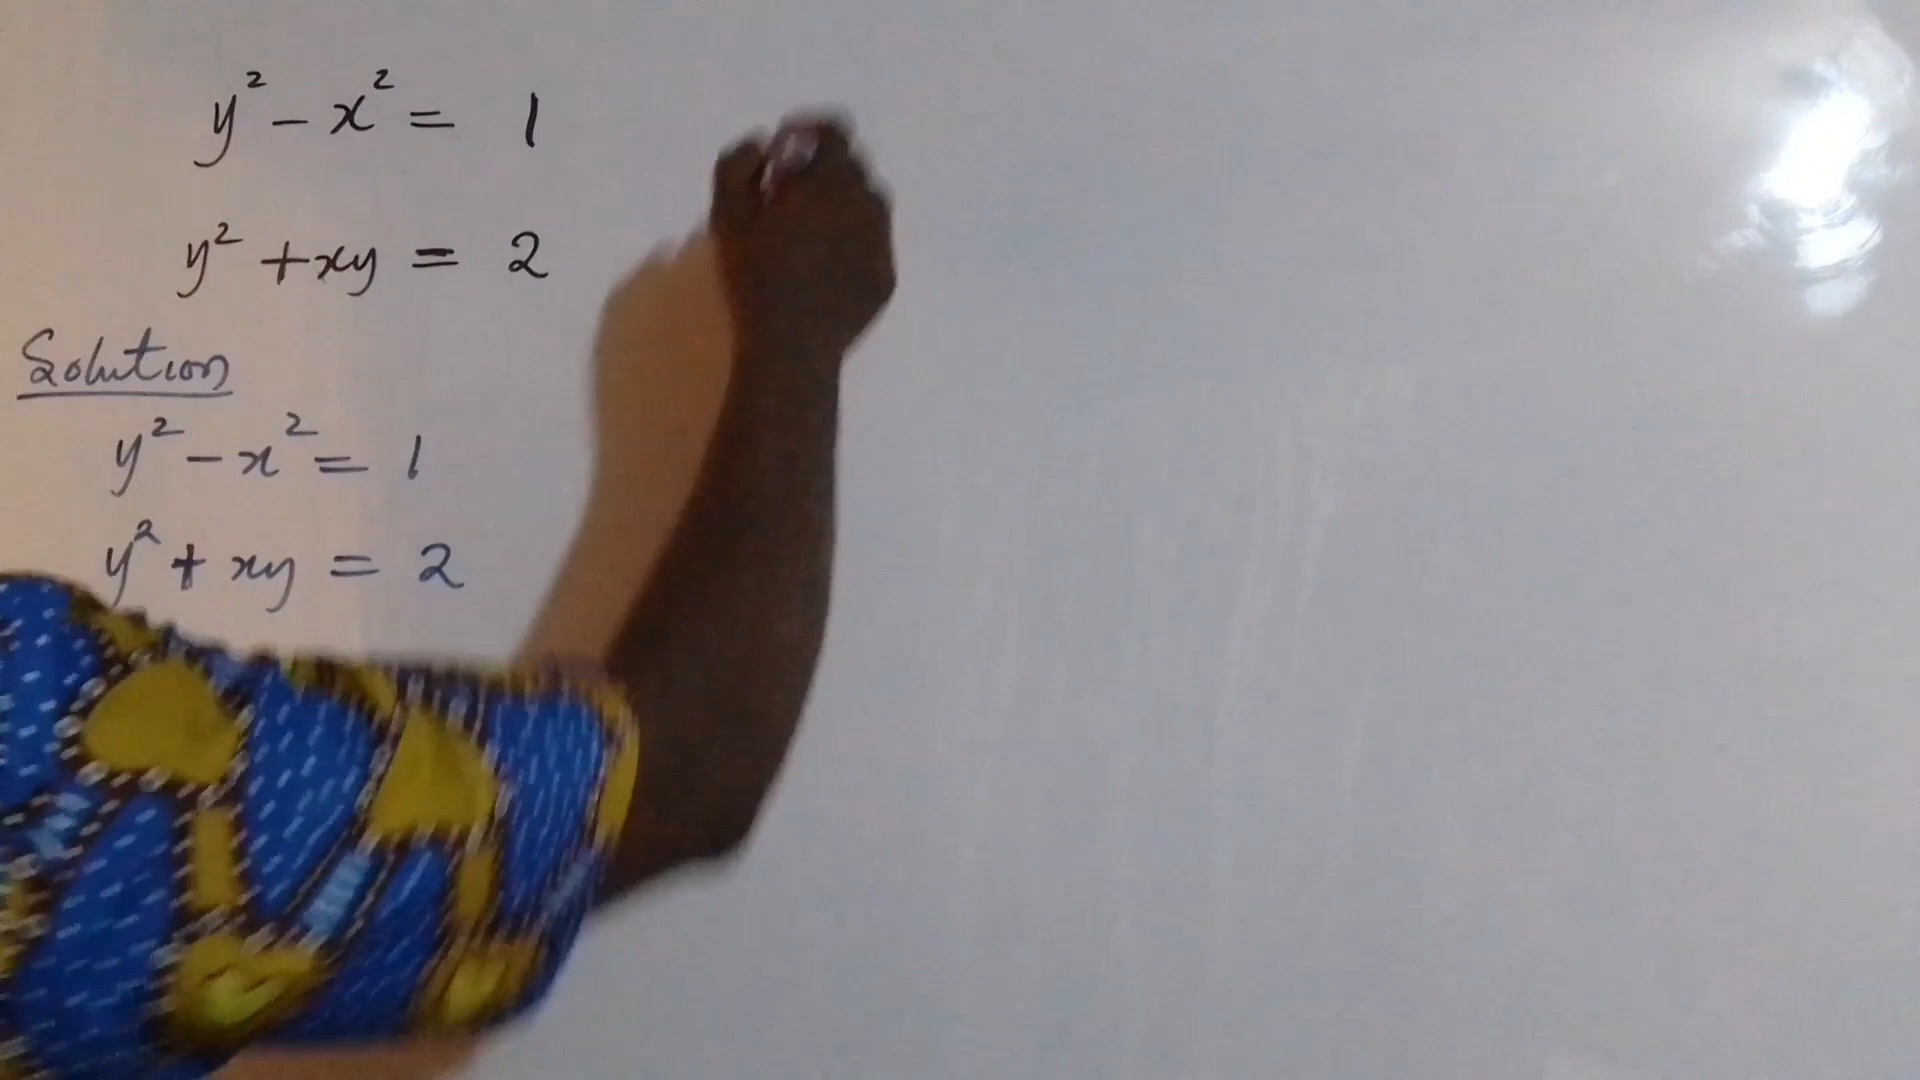 y² - x² = 1
y² + xy = 2
Solution
y² - x² = 1
y² + xy = 2